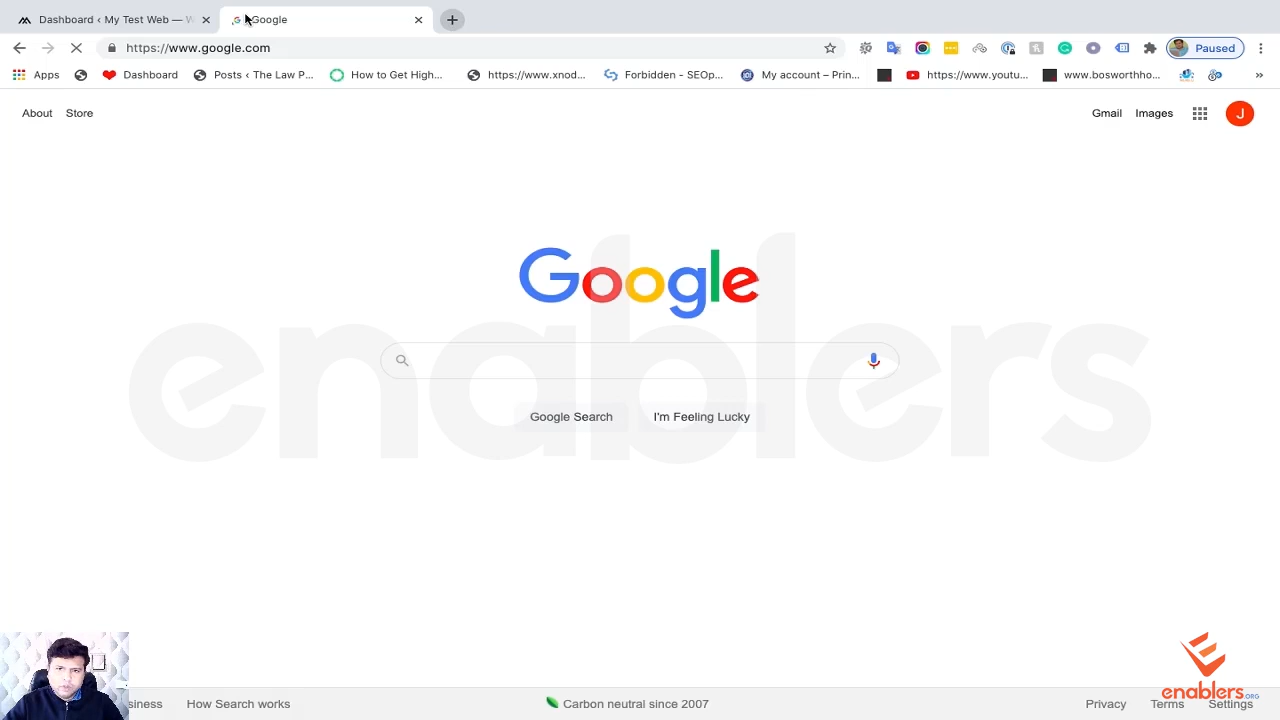 Dashboard ‹ My Test Web — W
Google
https://www.google.com
Paused
Apps
Dashboard
Posts ‹ The Law P...
How to Get High...
https://www.xnod...
Forbidden - SEOp...
My account – Prin...
https://www.youtu...
www.bosworthho...
»
About
Store
Gmail
Images
J
Google
enablers
Google Search
I'm Feeling Lucky
siness
How Search works
Carbon neutral since 2007
Privacy
Terms
Settings
enablers.ORG